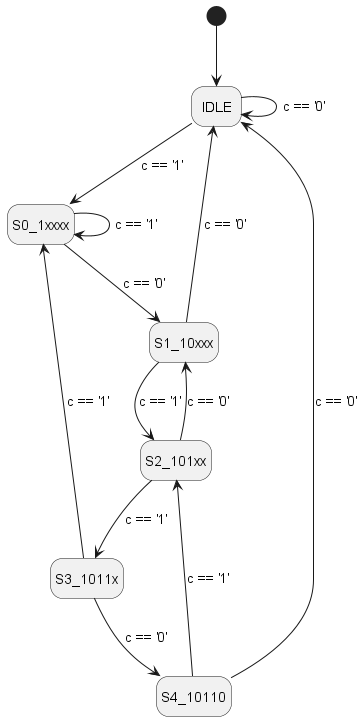 IDLE
c == '0'
c == '1'
S0_1xxxx
c == '1'
c == '0'
c == '0'
S1_10xxx
c == '1'
c == '0'
c == '1'
c == '0'
S2_101xx
c == '1'
S3_1011x
c == '1'
c == '0'
S4_10110